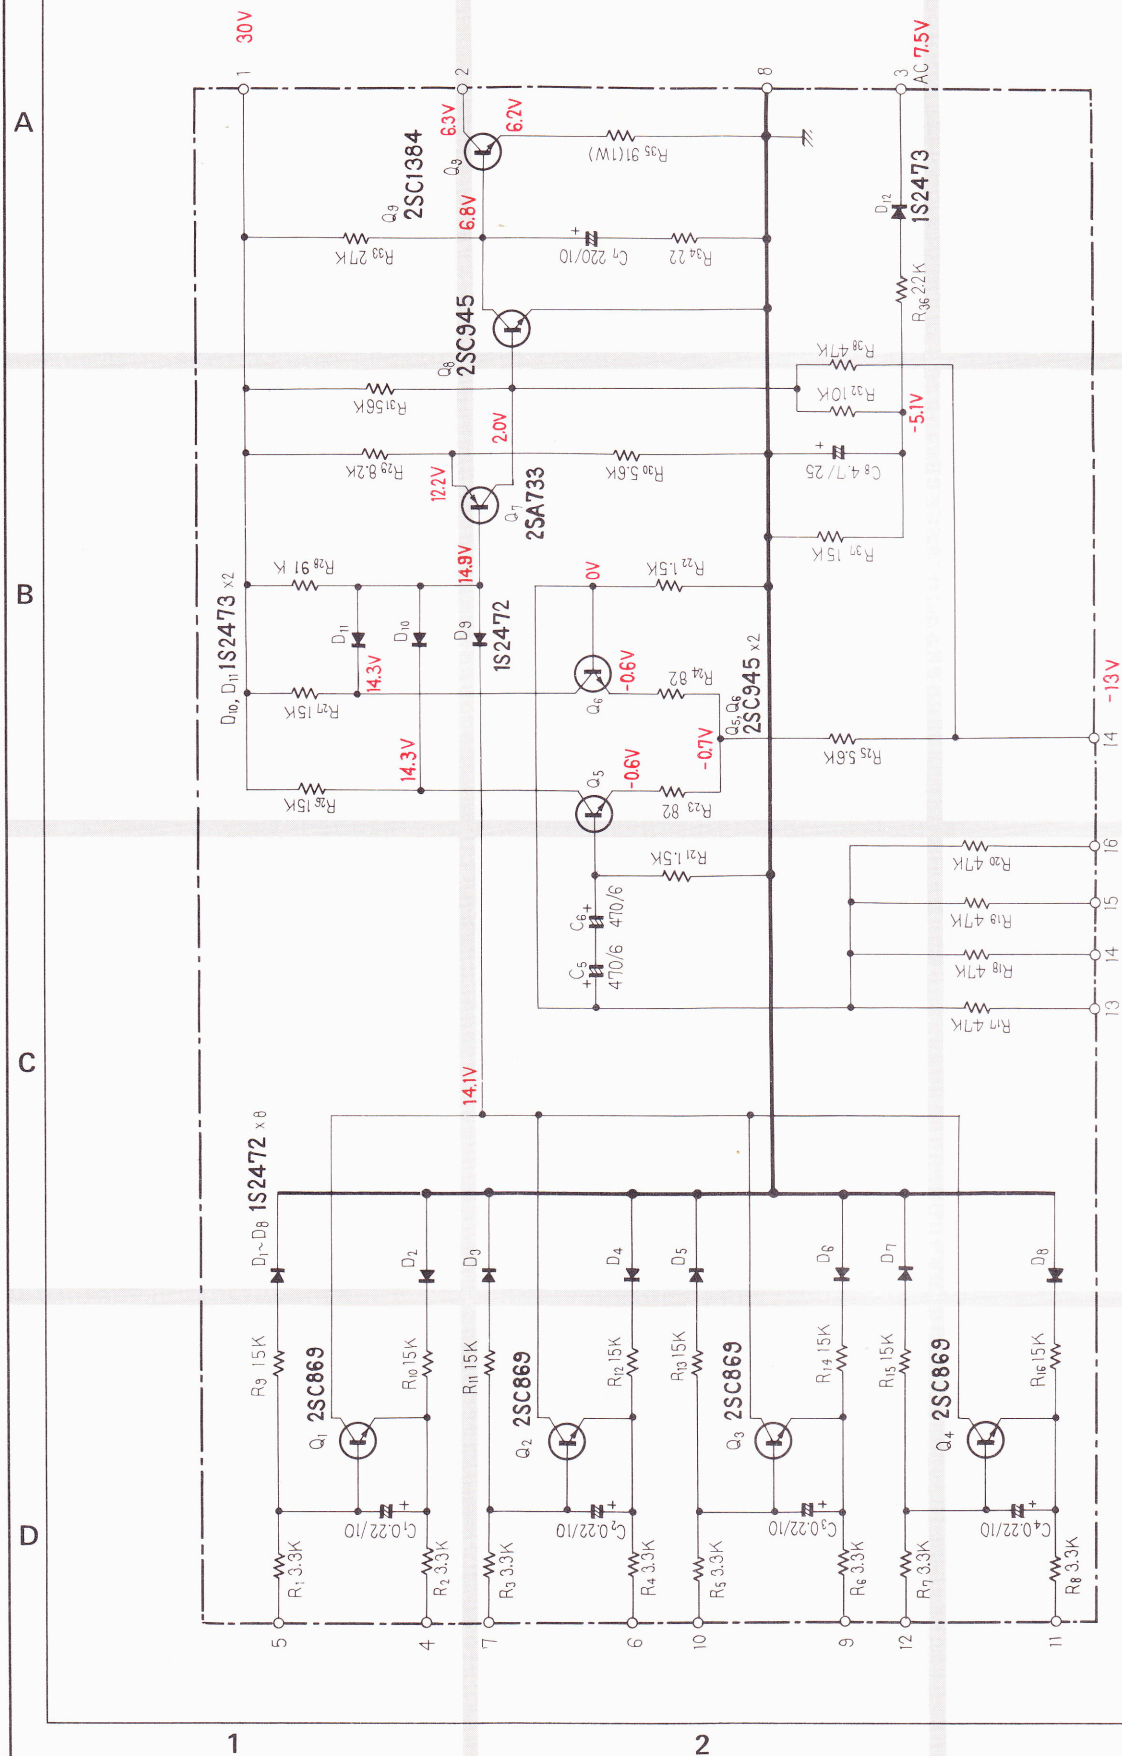 30V
1
2
8
3
AC 7.5V
A
6.3V
6.2V
Q9
2SC1384
Q9
R35 91(1W)
6.8V
D12
1S2473
R33 27K
C7 220/10
+
R34 22
R36 2.2K
Q8
2SC945
R38 47K
R31 56K
R32 10K
2.0V
-5.1V
R29 8.2K
12.2V
R30 5.6K
+
C8 4.7/25
Q7
2SA733
R37 15K
B
D10, D11 1S2473 x2
R28 91K
14.9V
0V
R22 1.5K
D11
D10
D9
1S2472
14.3V
R27 15K
Q6
-0.6V
R24 82
Q5, Q6
2SC945 x2
-13V
14
14.3V
R26 15K
Q5
-0.6V
-0.7V
R23 82
R25 5.6K
R21 1.5K
R20 47K
16
C6
+
470/6
R19 47K
15
C5
+
470/6
R18 47K
14
R17 47K
13
C
14.1V
D1~D8 1S2472 x8
D2
D3
D4
D5
D6
D7
D8
R9 15K
R10 15K
R11 15K
R12 15K
R13 15K
R14 15K
R15 15K
R16 15K
2SC869
Q1
2SC869
Q2
2SC869
Q3
2SC869
Q4
D
C1 0.22/10
+
C2 0.22/10
+
C3 0.22/10
+
C4 0.22/10
+
R1 3.3K
R2 3.3K
R3 3.3K
R4 3.3K
R5 3.3K
R6 3.3K
R7 3.3K
R8 3.3K
5
4
7
6
10
9
12
11
1
2